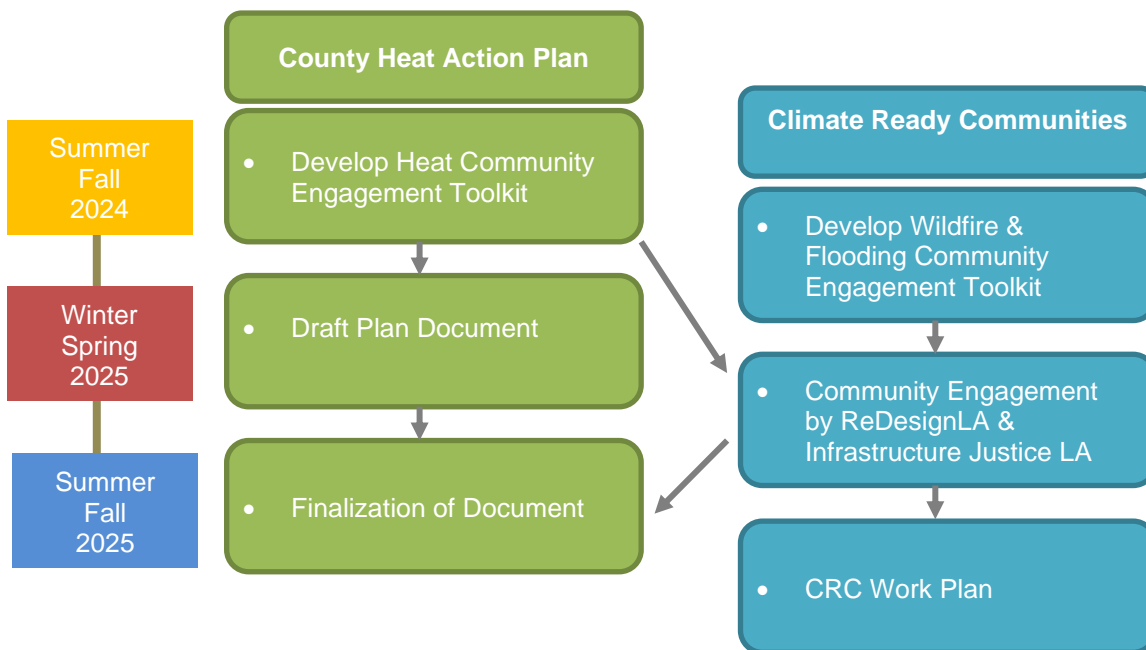 Summer
Fall
2024
Winter
Spring
2025
Summer
Fall
2025
County Heat Action Plan
• Develop Heat Community
Engagement Toolkit
• Draft Plan Document
• Finalization of Document
Climate Ready Communities
• Develop Wildfire &
Flooding Community
Engagement Toolkit
• Community Engagement
by ReDesignLA &
Infrastructure Justice LA
• CRC Work Plan